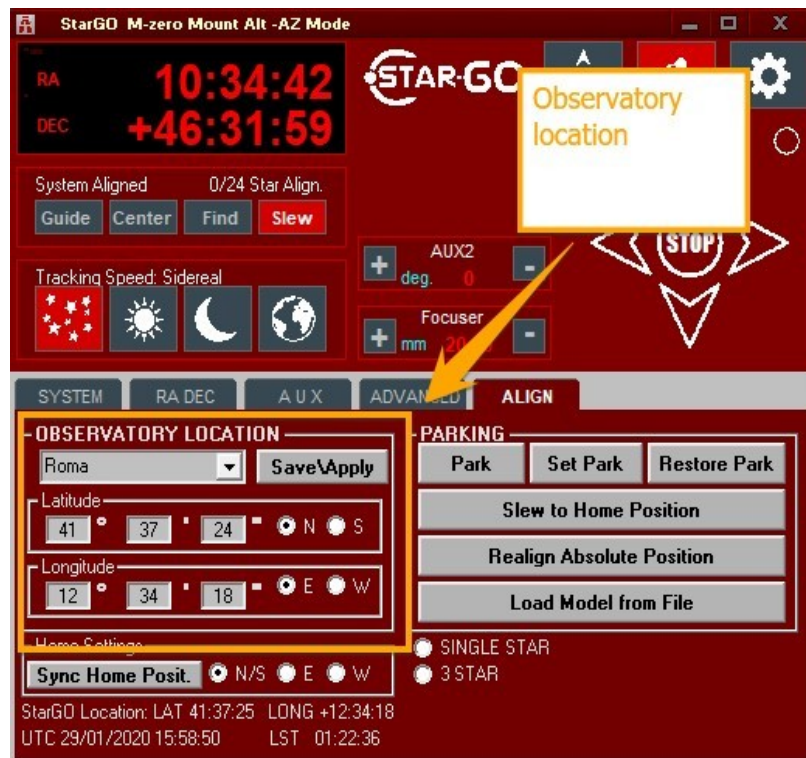 StarGO M-zero Mount Alt -AZ Mode
RA 10:34:42
DEC +46:31:59
STAR·GO
Observatory
location
System Aligned 0/24 Star Align.
Guide Center Find Slew
STOP
AUX2
+ deg. 0 -
Tracking Speed: Sidereal
Focuser
+ mm -
SYSTEM RA DEC AUX ADVANCED ALIGN
OBSERVATORY LOCATION
Roma Save\Apply
Latitude
41 ° 37 ' 24 " N S
Longitude
12 ° 34 ' 18 " E W
Home Settings
Sync Home Posit. N/S E W
StarGO Location: LAT 41:37:25 LONG +12:34:18
UTC 29/01/2020 15:58:50 LST 01:22:36
PARKING
Park Set Park Restore Park
Slew to Home Position
Realign Absolute Position
Load Model from File
SINGLE STAR
3 STAR